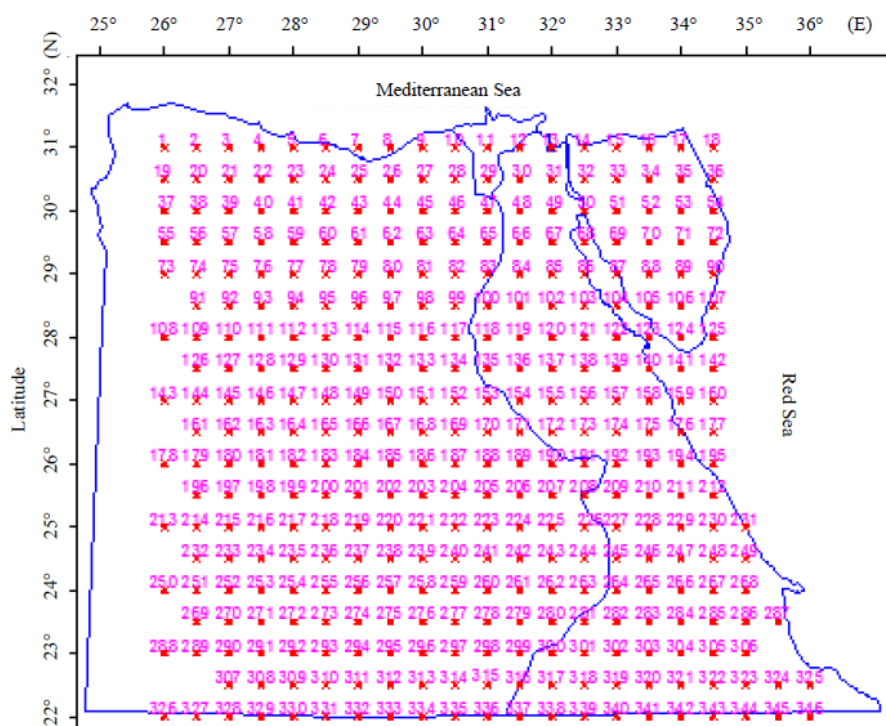 25° 26° 27° 28° 29° 30° 31° 32° 33° 34° 35° 36° (E)
(N)
Mediterranean Sea
32°
31° 1 2 3 4 5 6 7 8 9 10 11 12 13 14 15 16 17 18
19 20 21 22 23 24 25 26 27 28 29 30 31 32 33 34 35 36
30° 37 38 39 40 41 42 43 44 45 46 47 48 49 50 51 52 53 54
55 56 57 58 59 60 61 62 63 64 65 66 67 68 69 70 71 72
29° 73 74 75 76 77 78 79 80 81 82 83 84 85 86 87 88 89 90
91 92 93 94 95 96 97 98 99 100 101 102 103 104 105 106 107
28° 108 109 110 111 112 113 114 115 116 117 118 119 120 121 122 123 124 125
126 127 128 129 130 131 132 133 134 135 136 137 138 139 140 141 142
27° 143 144 145 146 147 148 149 150 151 152 153 154 155 156 157 158 159 160
161 162 163 164 165 166 167 168 169 170 171 172 173 174 175 176 177
26° 178 179 180 181 182 183 184 185 186 187 188 189 190 192 193 194 195
196 197 198 199 200 201 202 203 204 205 206 207 208 209 210 211 212
25° 213 214 215 216 217 218 219 220 221 222 223 224 225 226 227 228 229 230 231
232 233 234 235 236 237 238 239 240 241 242 243 244 245 246 247 248 249
24° 250 251 252 253 254 255 256 257 258 259 260 261 262 263 264 265 266 267 268
269 270 271 272 273 274 275 276 277 278 279 280 281 282 283 284 285 286 287
23° 288 289 290 291 292 293 294 295 296 297 298 299 300 301 302 303 304 305 306
307 308 309 310 311 312 313 314 315 316 317 318 319 320 321 322 323 324 325
22° 326 327 328 329 330 331 332 333 334 335 336 337 338 339 340 341 342 343 344 345 346
Latitude
Red Sea